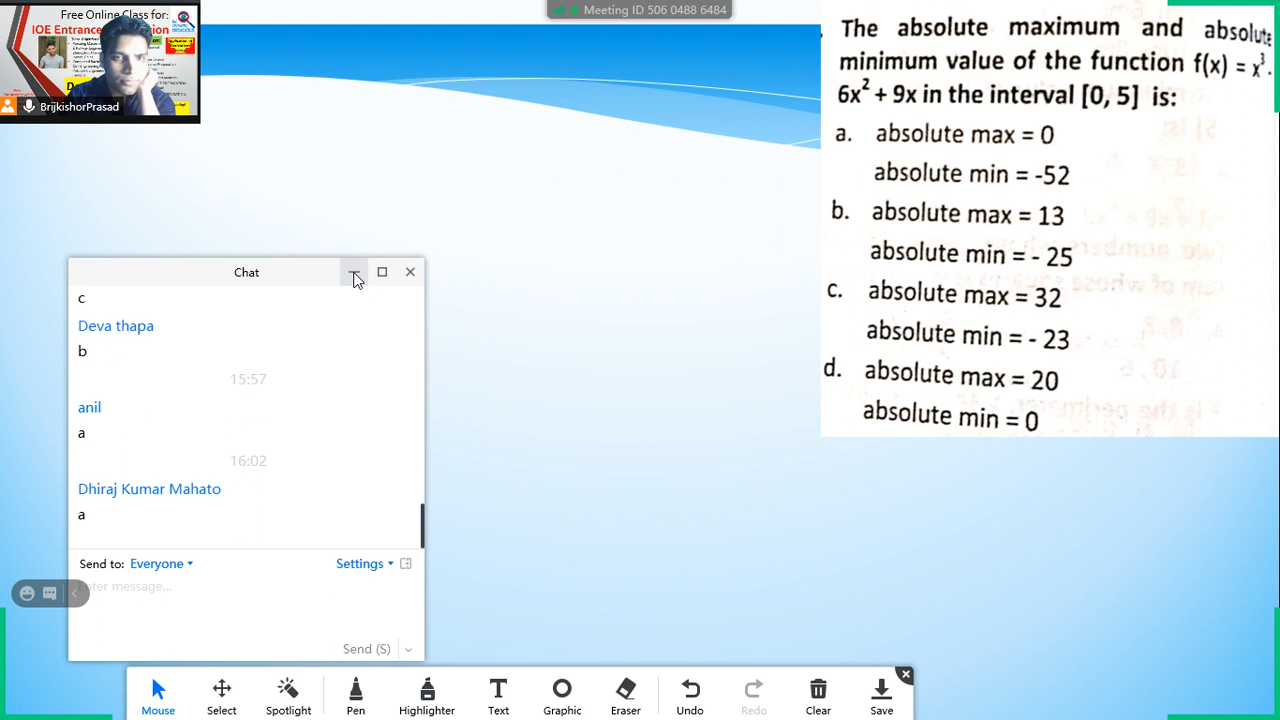 Meeting ID 506 0488 6484
Free Online Class for:
IOE Entrance
BrijkishorPrasad
The absolute maximum and absolute
minimum value of the function f(x) = x³.
6x² + 9x in the interval [0, 5] is:
a. absolute max = 0
absolute min = -52
b. absolute max = 13
absolute min = - 25
c. absolute max = 32
absolute min = - 23
d. absolute max = 20
absolute min = 0
Chat
c
Deva thapa
b
15:57
anil
a
16:02
Dhiraj Kumar Mahato
a
Send to: Everyone
Settings
Enter message...
Send (S)
Mouse Select Spotlight Pen Highlighter Text Graphic Eraser Undo Redo Clear Save